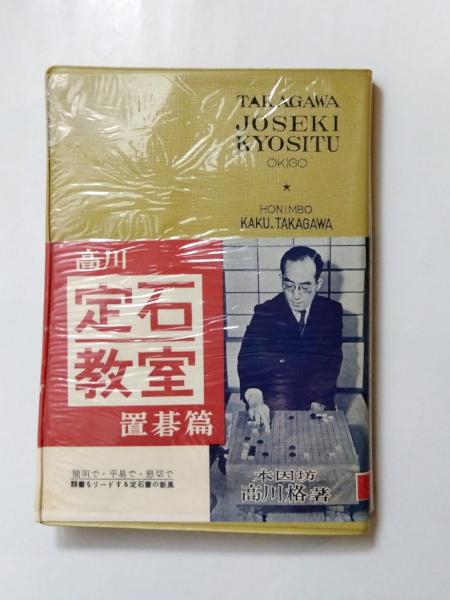 TAKAGAWA
JOSEKI
KYOSITU
OKIGO
★
HONIMBO
KAKU. TAKAGAWA
高川
定石
教室
置碁篇
簡明で・平易で・懇切で
類書をリードする定石書の新風
本因坊
高川格著